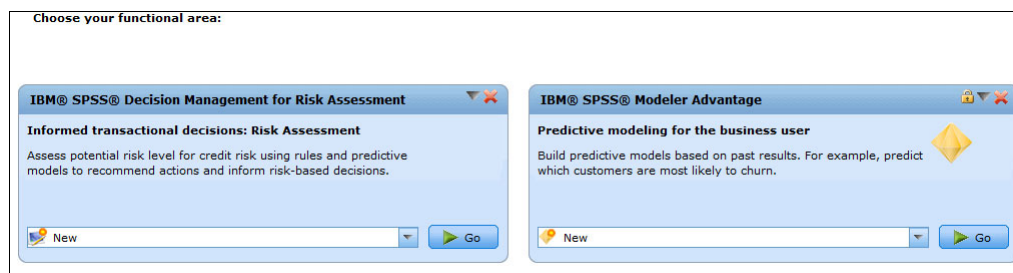 Choose your functional area:
IBM® SPSS® Decision Management for Risk Assessment
Informed transactional decisions: Risk Assessment
Assess potential risk level for credit risk using rules and predictive
models to recommend actions and inform risk-based decisions.
New
Go
IBM® SPSS® Modeler Advantage
Predictive modeling for the business user
Build predictive models based on past results. For example, predict
which customers are most likely to churn.
New
Go